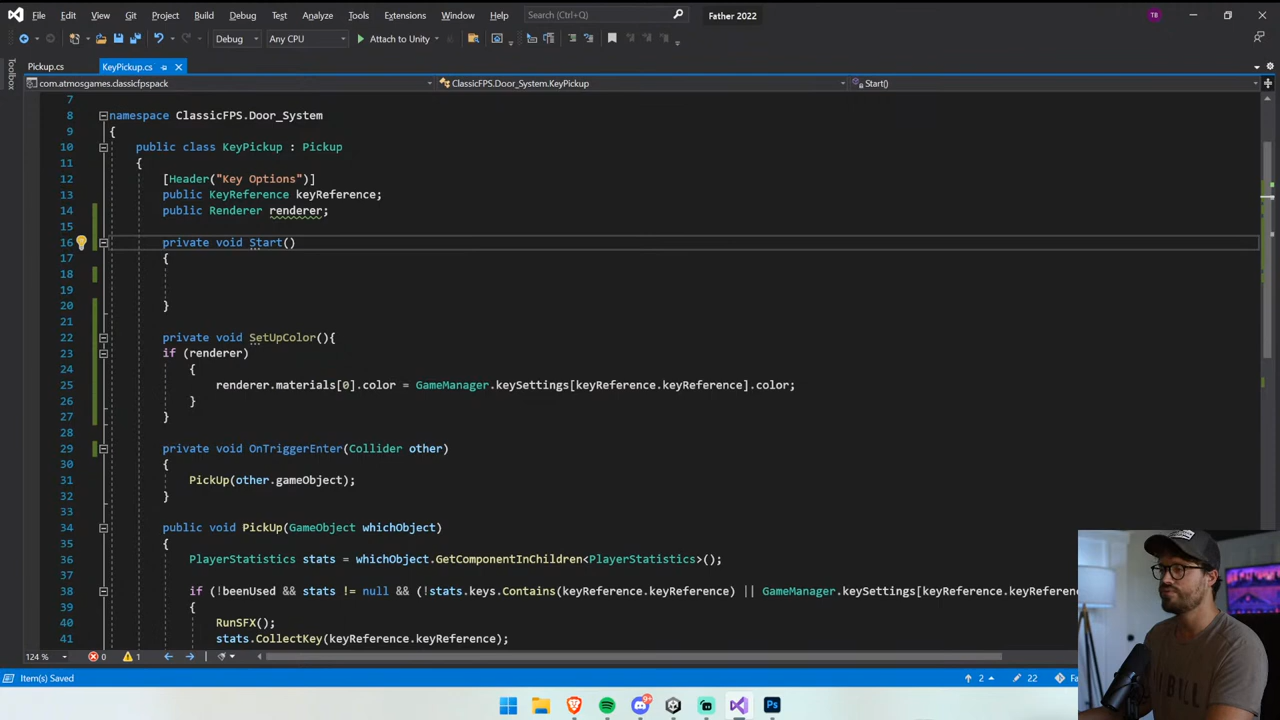 File Edit View Git Project Build Debug Test Analyze Tools Extensions Window Help Search (Ctrl+Q) Father 2022 TB
Debug Any CPU Attach to Unity
Toolbox
Pickup.cs KeyPickup.cs
com.atmosgames.classicfpspack ClassicFPS.Door_System.KeyPickup Start()
7
8 namespace ClassicFPS.Door_System
9 {
10 public class KeyPickup : Pickup
11 {
12 [Header("Key Options")]
13 public KeyReference keyReference;
14 public Renderer renderer;
15
16 private void Start()
17 {
18
19
20 }
21
22 private void SetUpColor(){
23 if (renderer)
24 {
25 renderer.materials[0].color = GameManager.keySettings[keyReference.keyReference].color;
26 }
27 }
28
29 private void OnTriggerEnter(Collider other)
30 {
31 PickUp(other.gameObject);
32 }
33
34 public void PickUp(GameObject whichObject)
35 {
36 PlayerStatistics stats = whichObject.GetComponentInChildren<PlayerStatistics>();
37
38 if (!beenUsed && stats != null && (!stats.keys.Contains(keyReference.keyReference) || GameManager.keySettings[keyReference.keyRefer
39 {
40 RunSFX();
41 stats.CollectKey(keyReference.keyReference);
124 % 0 1
Item(s) Saved 2 22 Fa
9+ Ps